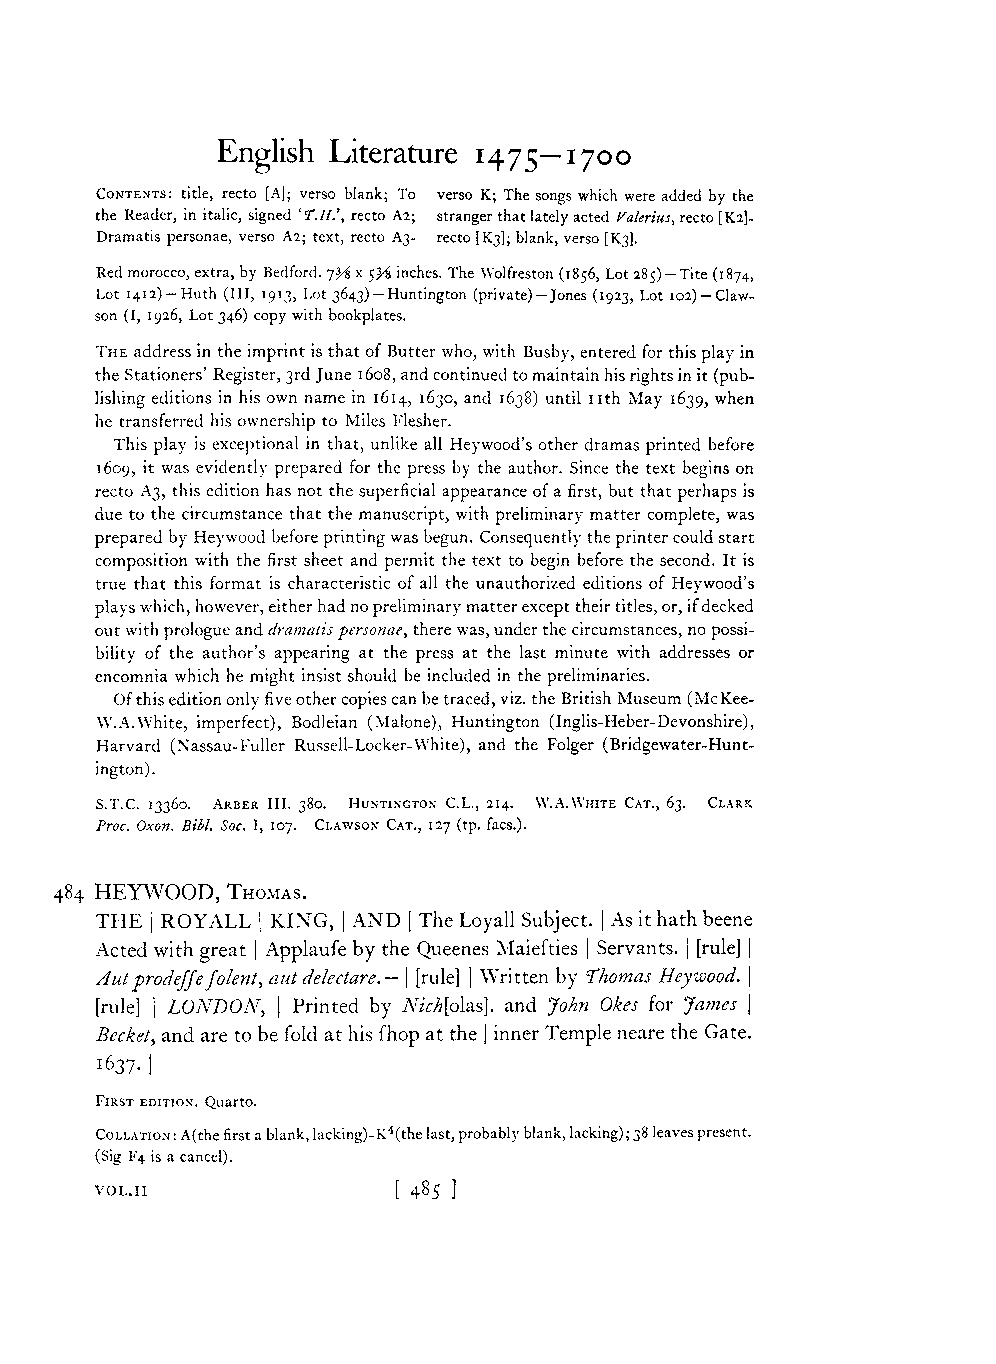 English Literature 1475—1700
CONTENTS: title, recto [A]; verso blank; To
the Reader, in italic, signed ‘T.H.’, recto A2;
Dramatis personae, verso A2; text, recto A3-
verso K; The songs which were added by the
stranger that lately acted Valerius, recto [K2]-
recto [K3]; blank, verso [K3].
Red morocco, extra, by Bedford. 7⅛ x 5⅛ inches. The Wolfreston (1856, Lot 285)—Tite (1874,
Lot 1412)—Huth (III, 1913, Lot 3643)—Huntington (private)—Jones (1923, Lot 102)—Claw-
son (I, 1926, Lot 346) copy with bookplates.
THE address in the imprint is that of Butter who, with Busby, entered for this play in
the Stationers’ Register, 3rd June 1608, and continued to maintain his rights in it (pub-
lishing editions in his own name in 1614, 1630, and 1638) until 11th May 1639, when
he transferred his ownership to Miles Flesher.
This play is exceptional in that, unlike all Heywood’s other dramas printed before
1609, it was evidently prepared for the press by the author. Since the text begins on
recto A3, this edition has not the superficial appearance of a first, but that perhaps is
due to the circumstance that the manuscript, with preliminary matter complete, was
prepared by Heywood before printing was begun. Consequently the printer could start
composition with the first sheet and permit the text to begin before the second. It is
true that this format is characteristic of all the unauthorized editions of Heywood’s
plays which, however, either had no preliminary matter except their titles, or, if decked
out with prologue and dramatis personae, there was, under the circumstances, no possi-
bility of the author’s appearing at the press at the last minute with addresses or
encomnia which he might insist should be included in the preliminaries.
Of this edition only five other copies can be traced, viz. the British Museum (McKee-
W.A.White, imperfect), Bodleian (Malone), Huntington (Inglis-Heber-Devonshire),
Harvard (Nassau-Fuller Russell-Locker-White), and the Folger (Bridgewater-Hunt-
ington).
S.T.C. 13360. ARBER III. 380. HUNTINGTON C.L., 214. W.A.WHITE CAT., 63. CLARK
Proc. Oxon. Bibl. Soc. I, 107. CLAWSON CAT., 127 (tp. facs.).
484 HEYWOOD, THOMAS.
THE | ROYALL | KING, | AND | The Loyall Subject. | As it hath beene
Acted with great | Applauſe by the Queenes Maieſties | Servants. | [rule] |
Aut prodeſſe ſolent, aut delectare.— | [rule] | Written by Thomas Heywood. |
[rule] | LONDON, | Printed by Nich[olas]. and John Okes for James |
Becket, and are to be ſold at his ſhop at the | inner Temple neare the Gate.
1637. |
FIRST EDITION. Quarto.
COLLATION: A(the first a blank, lacking)-K⁴(the last, probably blank, lacking); 38 leaves present.
(Sig F4 is a cancel).
VOL.II [ 485 ]